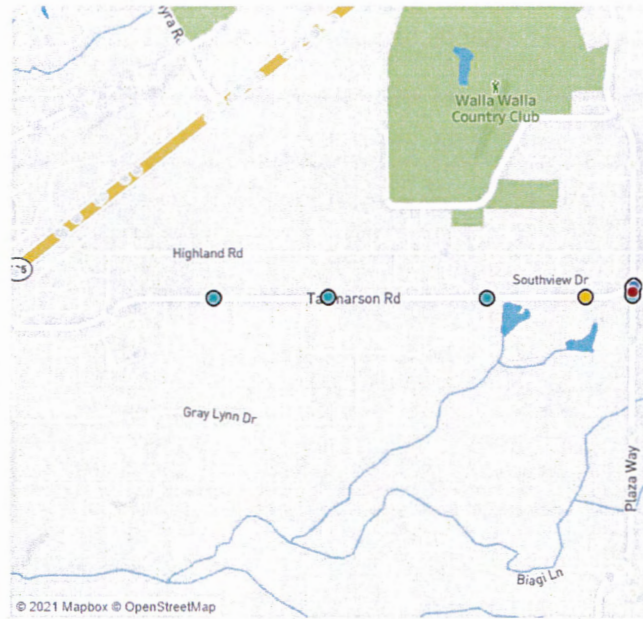 Walla Walla
Country Club
Highland Rd
Southview Dr
Gray Lynn Dr
Plaza Way
Biagi Ln
© 2021 Mapbox © OpenStreetMap